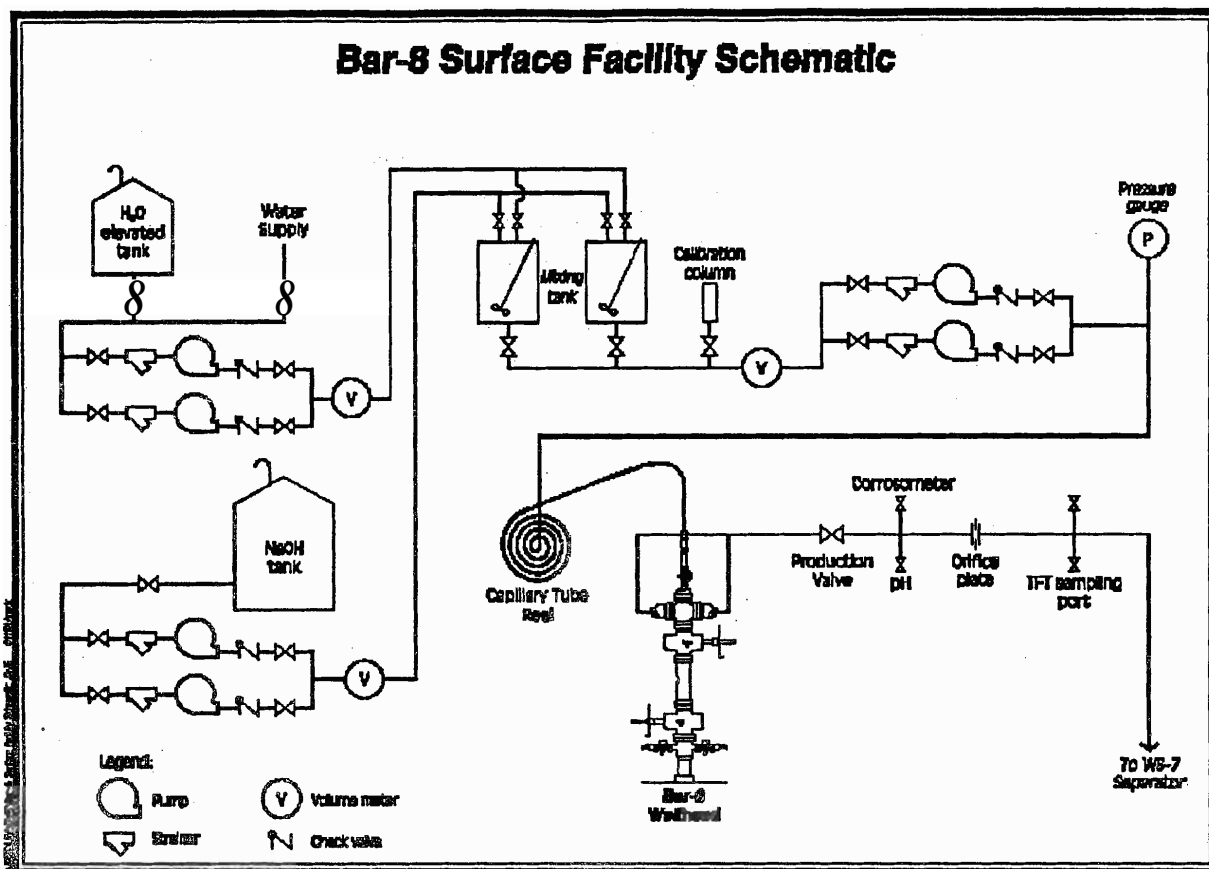 Bar-8 Surface Facility Schematic
H₂O
elevated
tank
Water
Supply
Mixing
tank
Calibration
column
Pressure
gauge
P
V
V
NaOH
tank
V
Capillary Tube
Reel
Corrosometer
Production
Valve
pH
Orifice
plate
TFT sampling
port
To WS-7
Separator
Bar-8
Wellhead
Legend:
Pump
V
Volume meter
Strainer
Check valve